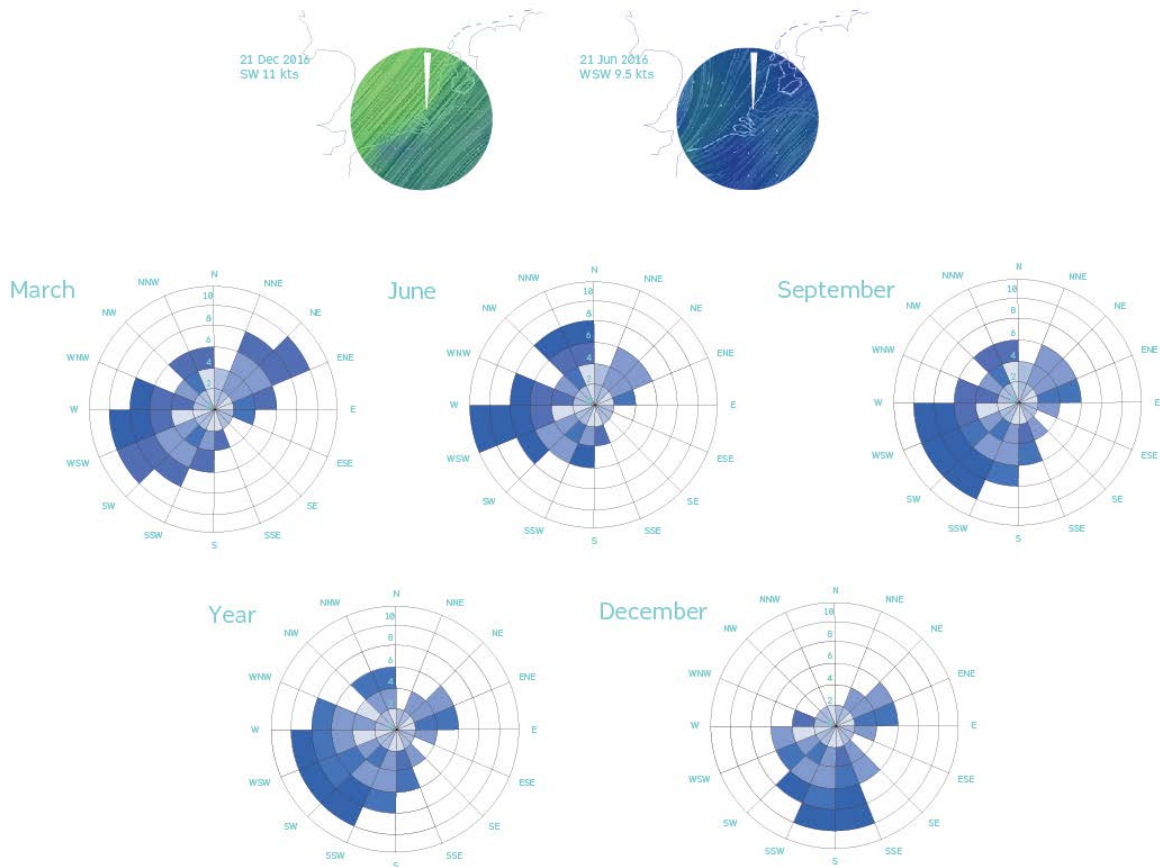 21 Dec 2016
SW 11 kts
21 Jun 2016
WSW 9.5 kts
March
N
NNE
NE
ENE
E
ESE
SE
SSE
S
SSW
SW
WSW
W
WNW
NW
NNW
10
8
6
4
2
June
N
NNE
NE
ENE
E
ESE
SE
SSE
S
SSW
SW
WSW
W
WNW
NW
NNW
10
8
6
4
2
September
N
NNE
NE
ENE
E
ESE
SE
SSE
S
SSW
SW
WSW
W
WNW
NW
NNW
10
8
6
4
2
Year
N
NNE
NE
ENE
E
ESE
SE
SSE
S
SSW
SW
WSW
W
WNW
NW
NNW
10
8
6
4
December
N
NNE
NE
ENE
E
ESE
SE
SSE
S
SSW
SW
WSW
W
WNW
NW
NNW
10
8
6
4
2